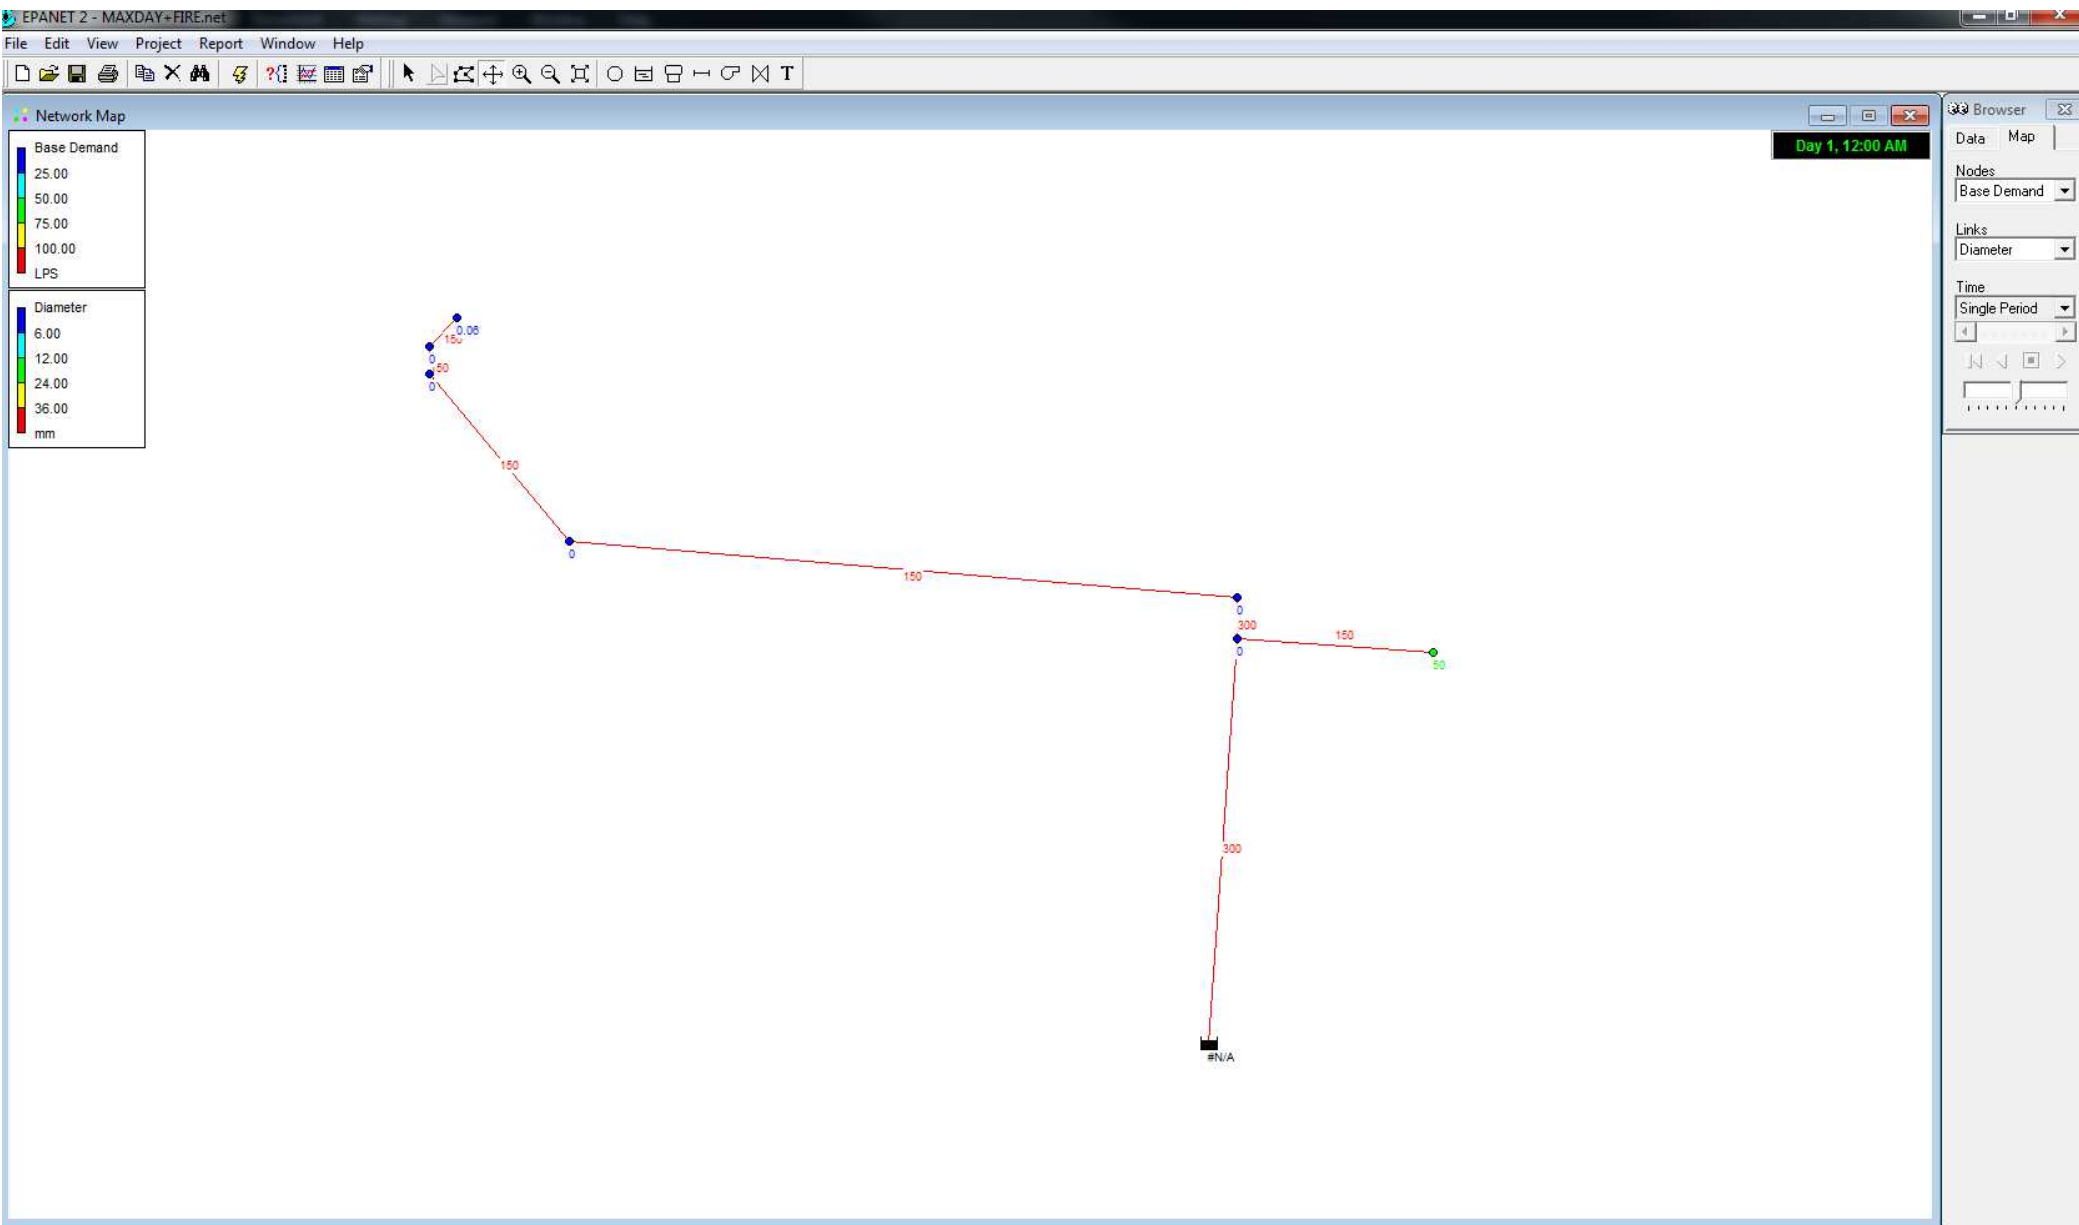 EPANET 2 - MAXDAY+FIRE.net
File Edit View Project Report Window Help
T
Network Map
Browser
Day 1, 12:00 AM
Data Map
Base Demand
25.00
50.00
75.00
100.00
LPS
Nodes
Base Demand
Links
Diameter
Time
Single Period
Diameter
6.00
12.00
24.00
36.00
mm
0.06
150
0
50
0
150
0
150
0
300
150
0
50
300
#N/A